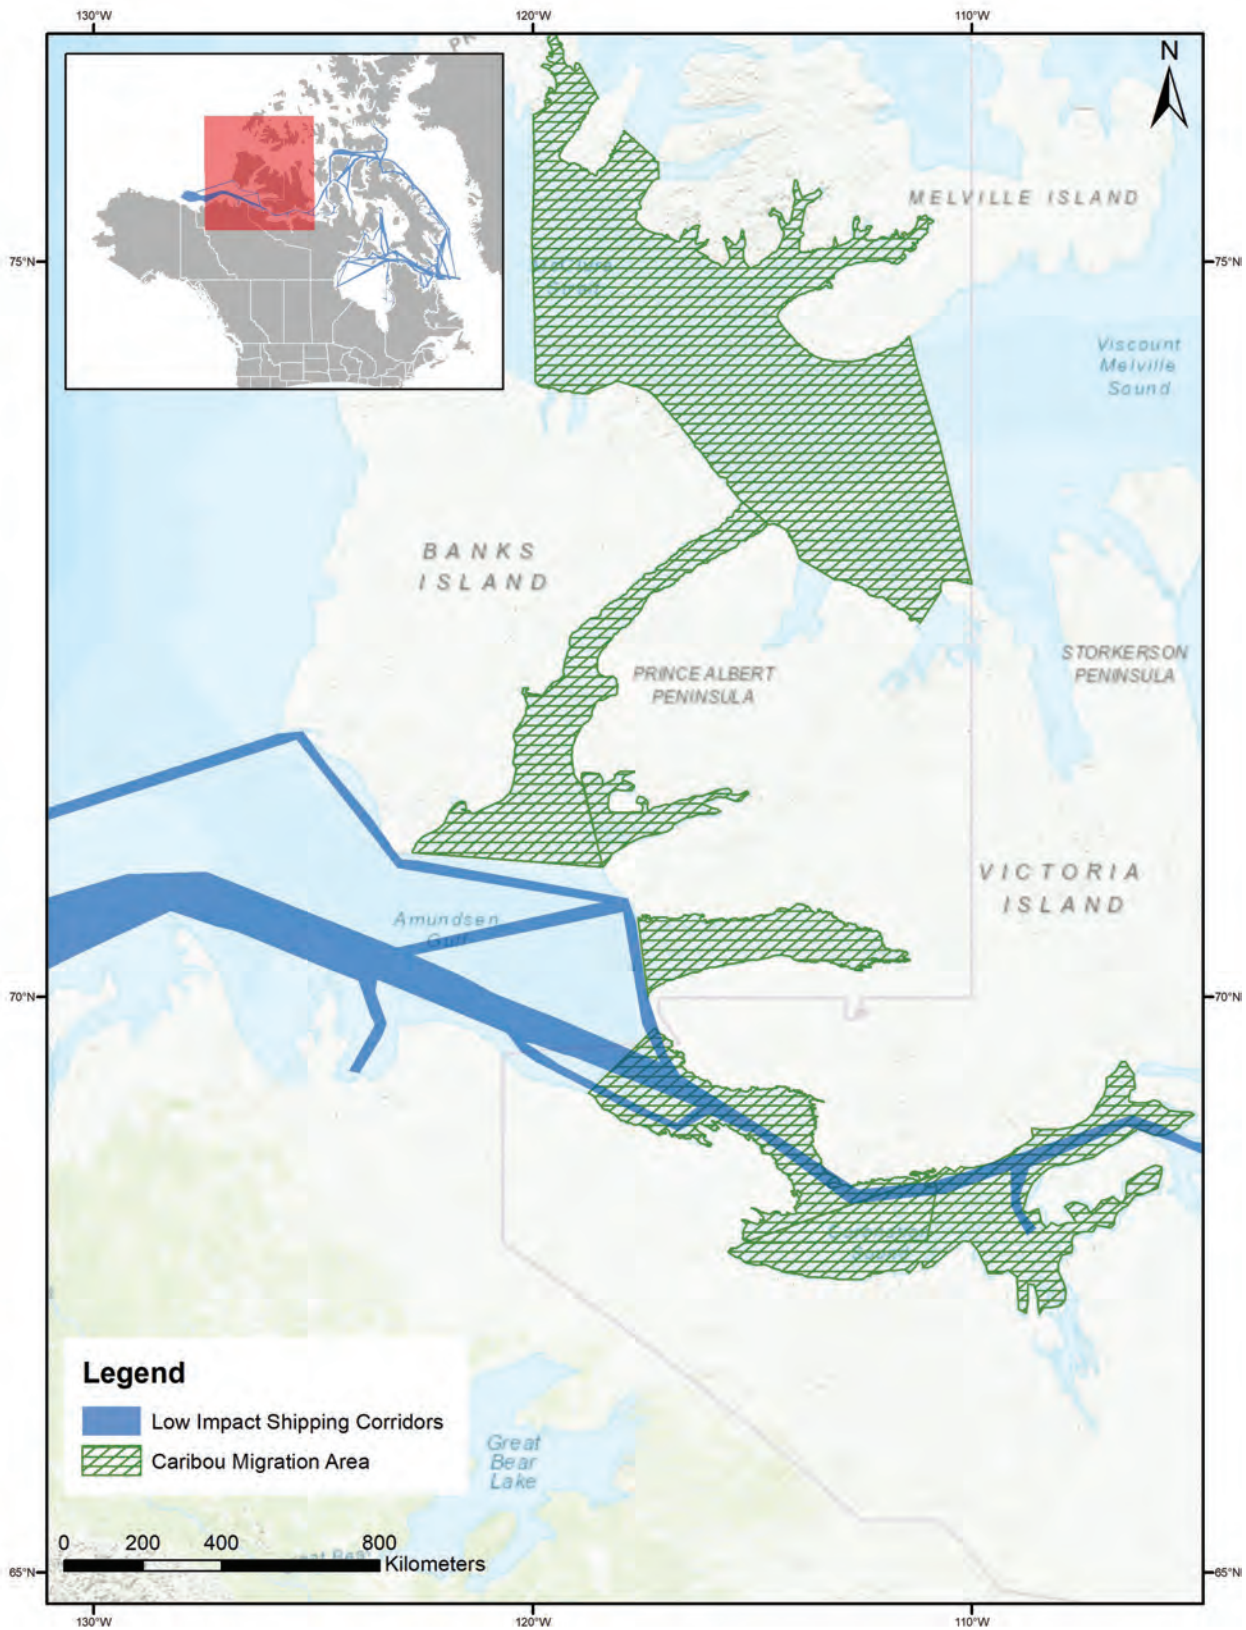 130°W 120°W 110°W
PR
N
MELVILLE ISLAND
75°N 75°N
Viscount
Melville
Sound
BANKS
ISLAND
PRINCE ALBERT
PENINSULA
STORKERSON
PENINSULA
VICTORIA
ISLAND
Amundsen
Gulf
70°N 70°N
Legend
Low Impact Shipping Corridors
Caribou Migration Area
Great
Bear
Lake
0 200 400 800
Kilometers
65°N 65°N
130°W 120°W 110°W